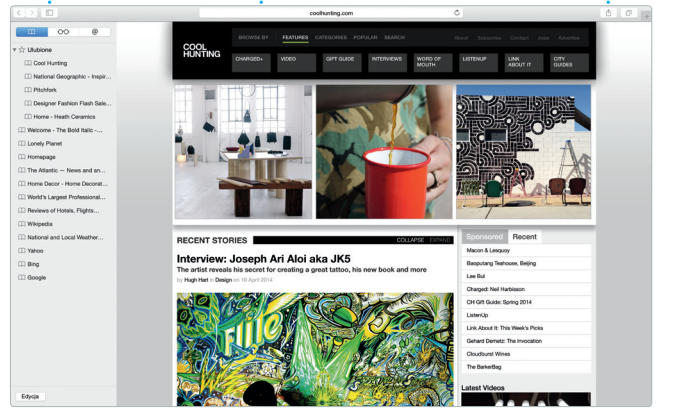 coolhunting.com
Ulubione
Cool Hunting
National Geographic - Inspir...
Pitchfork
Designer Fashion Flash Sale...
Home - Heath Ceramics
Welcome - The Bold Italic -...
Lonely Planet
Homepage
The Atlantic — News and an...
Home Decor - Home Decorat...
World's Largest Professional...
Reviews of Hotels, Flights...
Wikipedia
National and Local Weather...
Yahoo
Bing
Google
Edycja
COOL
HUNTING
BROWSE BY FEATURES CATEGORIES POPULAR SEARCH About Subscribe Contact Jobs Advertise
CHARGED+ VIDEO GIFT GUIDE INTERVIEWS WORD OF MOUTH LISTENUP LINK ABOUT IT CITY GUIDES
RECENT STORIES COLLAPSE EXPAND
Interview: Joseph Ari Aloi aka JK5
The artist reveals his secret for creating a great tattoo, his new book and more
by Hugh Hart in Design on 10 April 2014
Sponsored Recent
Macon & Lesquoy
Baoputang Teahouse, Beijing
Lee Bul
Charged: Neil Harbisson
CH Gift Guide: Spring 2014
ListenUp
Link About It: This Week's Picks
Gehard Demetz: The Invocation
Cloudburst Wines
The BarkerBag
Latest Videos